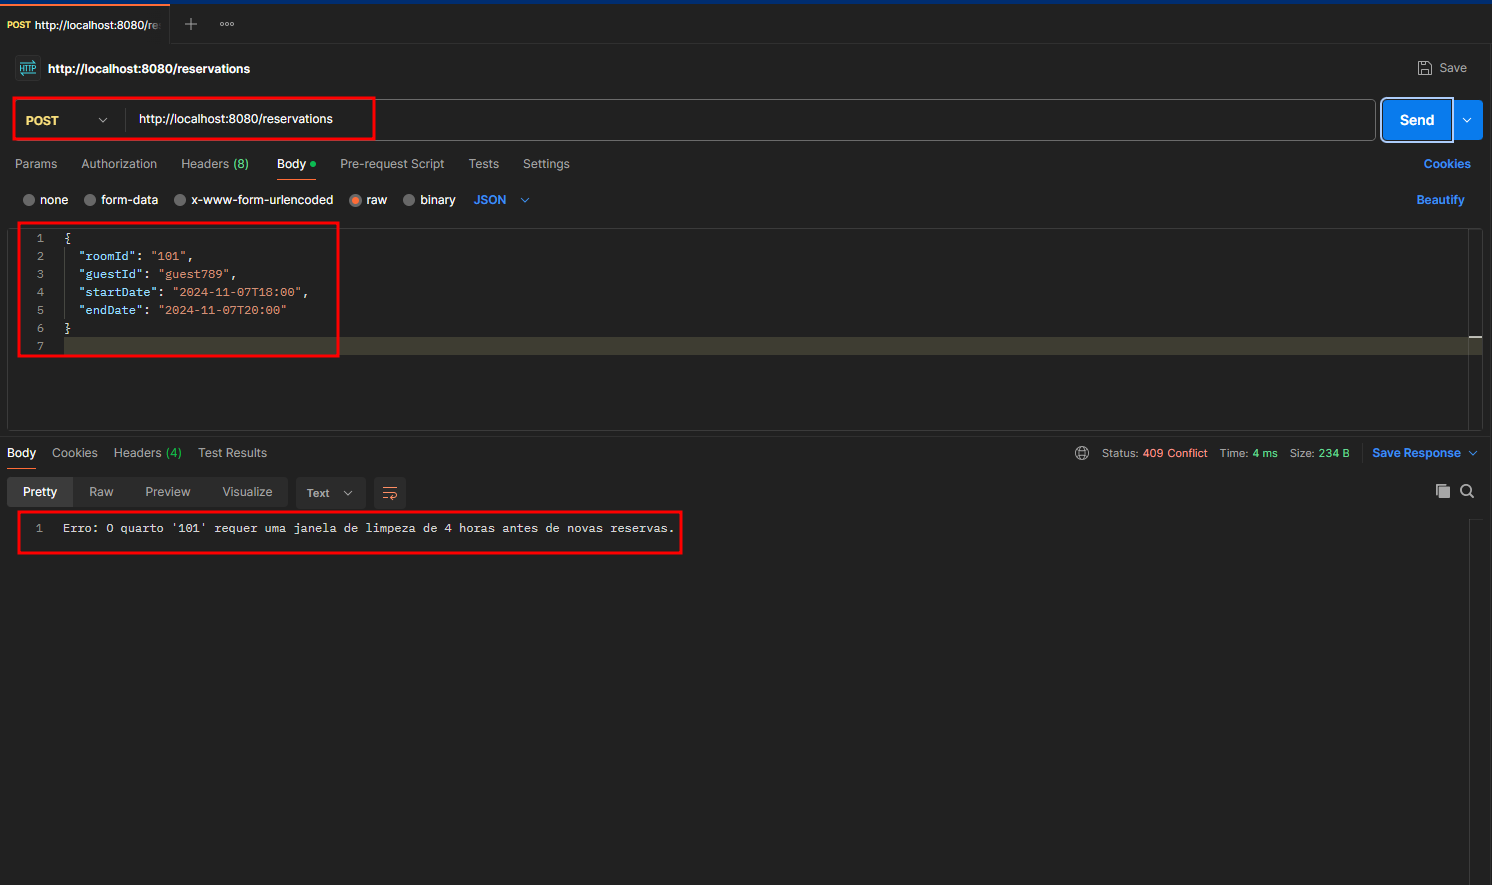 POST http://localhost:8080/re
http://localhost:8080/reservations
Save
POST http://localhost:8080/reservations
Send
Params Authorization Headers (8) Body Pre-request Script Tests Settings Cookies
none form-data x-www-form-urlencoded raw binary JSON Beautify
1 {
2 "roomId": "101",
3 "guestId": "guest789",
4 "startDate": "2024-11-07T18:00",
5 "endDate": "2024-11-07T20:00"
6 }
7
Body Cookies Headers (4) Test Results Status: 409 Conflict Time: 4 ms Size: 234 B Save Response
Pretty Raw Preview Visualize Text
1 Erro: O quarto '101' requer uma janela de limpeza de 4 horas antes de novas reservas.